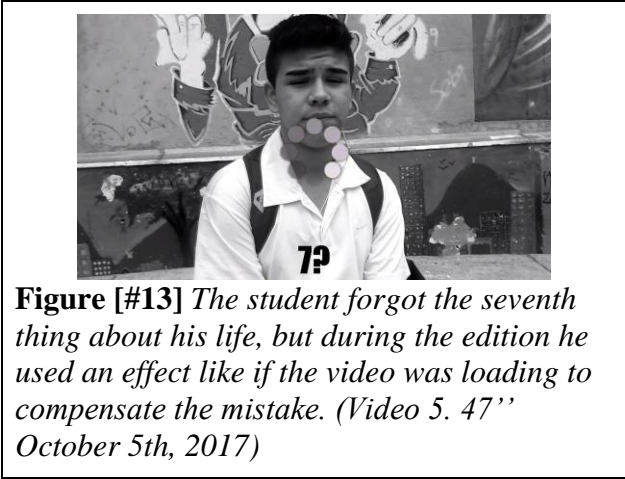 7?
Figure [#13] The student forgot the seventh
thing about his life, but during the edition he
used an effect like if the video was loading to
compensate the mistake. (Video 5. 47’’
October 5th, 2017)